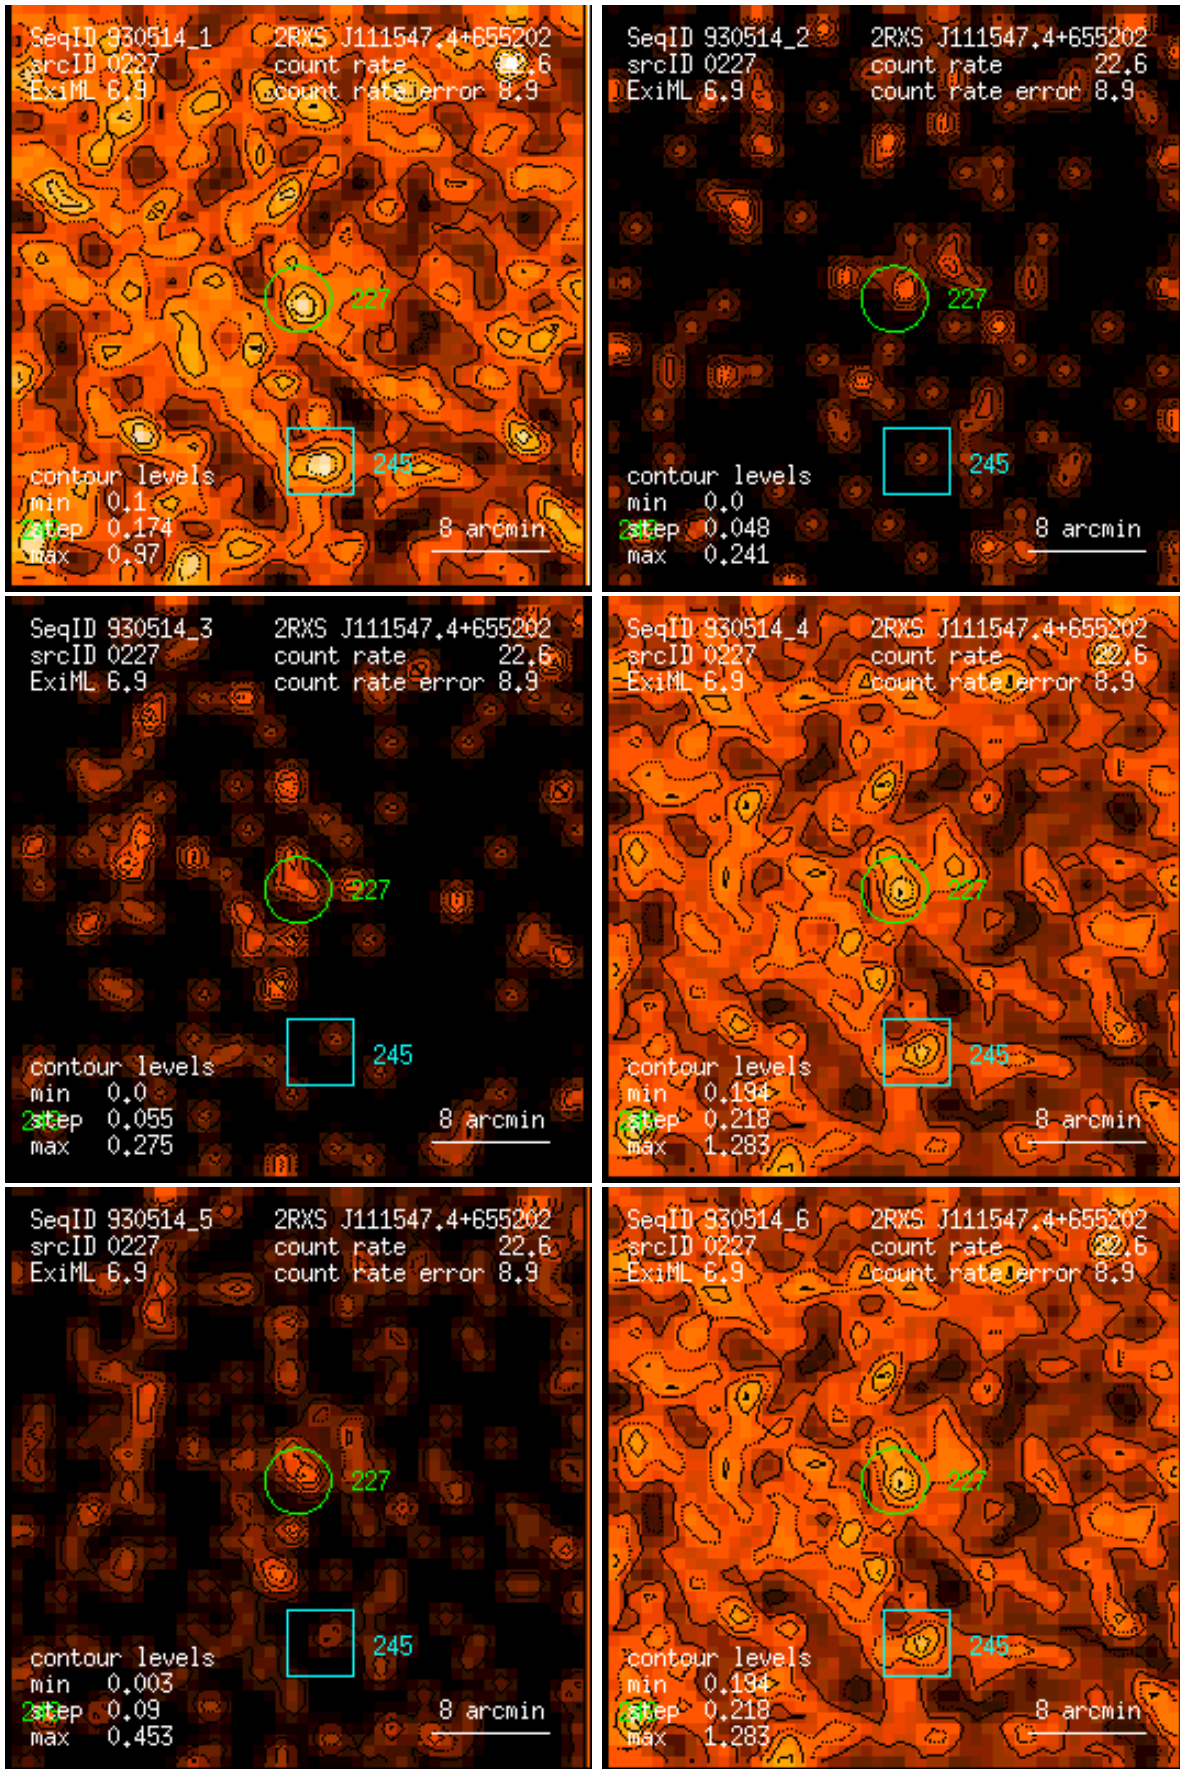 SeqID 930514_1 2RXS J111547.4+655202
srcID 0227 count rate .6
ExiML 6.9 count rate error 8.9
227
245
contour levels
min 0.1
step 0.174
max 0.97
8 arcmin
SeqID 930514_2 2RXS J111547.4+655202
srcID 0227 count rate 22.6
ExiML 6.9 count rate error 8.9
227
245
contour levels
min 0.0
step 0.048
max 0.241
8 arcmin
SeqID 930514_3 2RXS J111547.4+655202
srcID 0227 count rate 22.6
ExiML 6.9 count rate error 8.9
227
245
contour levels
min 0.0
step 0.055
max 0.275
8 arcmin
SeqID 930514_4 2RXS J111547.4+655202
srcID 0227 count rate 22.6
ExiML 6.9 count rate error 8.9
227
245
contour levels
min 0.194
step 0.218
max 1.283
8 arcmin
SeqID 930514_5 2RXS J111547.4+655202
srcID 0227 count rate 22.6
ExiML 6.9 count rate error 8.9
227
245
contour levels
min 0.003
step 0.09
max 0.453
8 arcmin
SeqID 930514_6 2RXS J111547.4+655202
srcID 0227 count rate 22.6
ExiML 6.9 count rate error 8.9
227
245
contour levels
min 0.194
step 0.218
max 1.283
8 arcmin